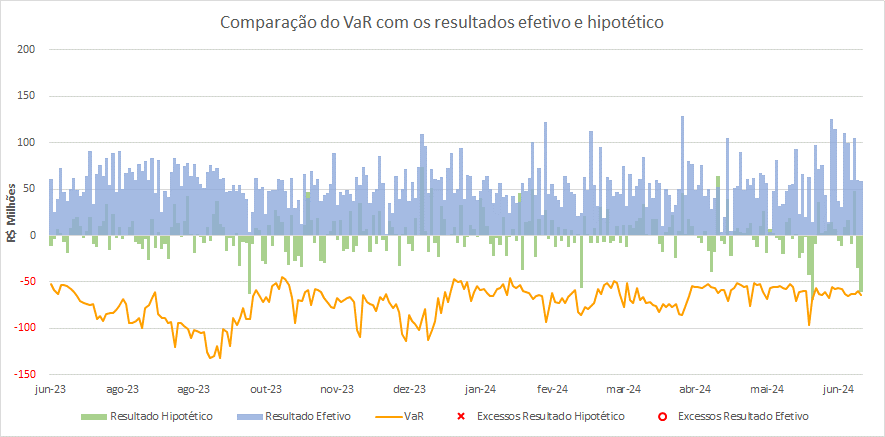 Comparação do VaR com os resultados efetivo e hipotético
R$ Milhões
200
150
100
50
0
-50
-100
-150
jun-23 ago-23 ago-23 out-23 nov-23 dez-23 jan-24 fev-24 mar-24 abr-24 mai-24 jun-24
Resultado Hipotético Resultado Efetivo VaR Excessos Resultado Hipotético Excessos Resultado Efetivo